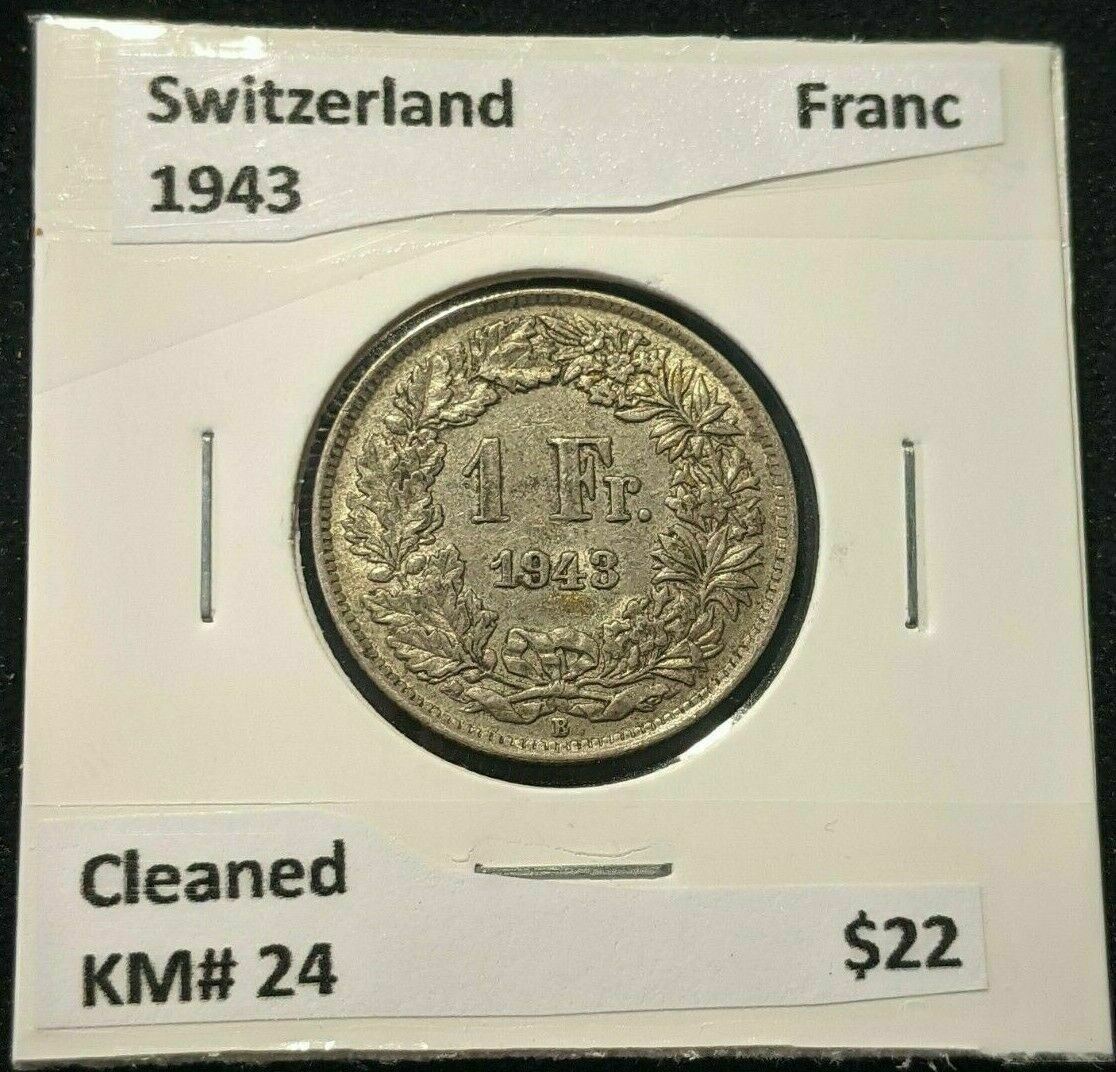 Switzerland Franc
1943
1 Fr.
1943
B
Cleaned
KM# 24 $22